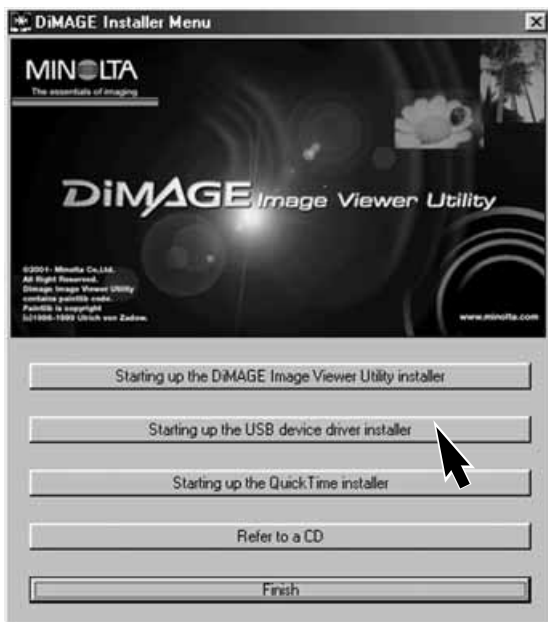 DiMAGE Installer Menu
MINOLTA
The essentials of imaging
DiMAGE Image Viewer Utility
©2001- Minolta Co.,Ltd.
All Right Reserved.
Dimage Image Viewer Utility
contains paintlib code.
Paintlib is copyright
(c)1996-1999 Ulrich von Zadow.
www.minolta.com
Starting up the DiMAGE Image Viewer Utility installer
Starting up the USB device driver installer
Starting up the QuickTime installer
Refer to a CD
Finish